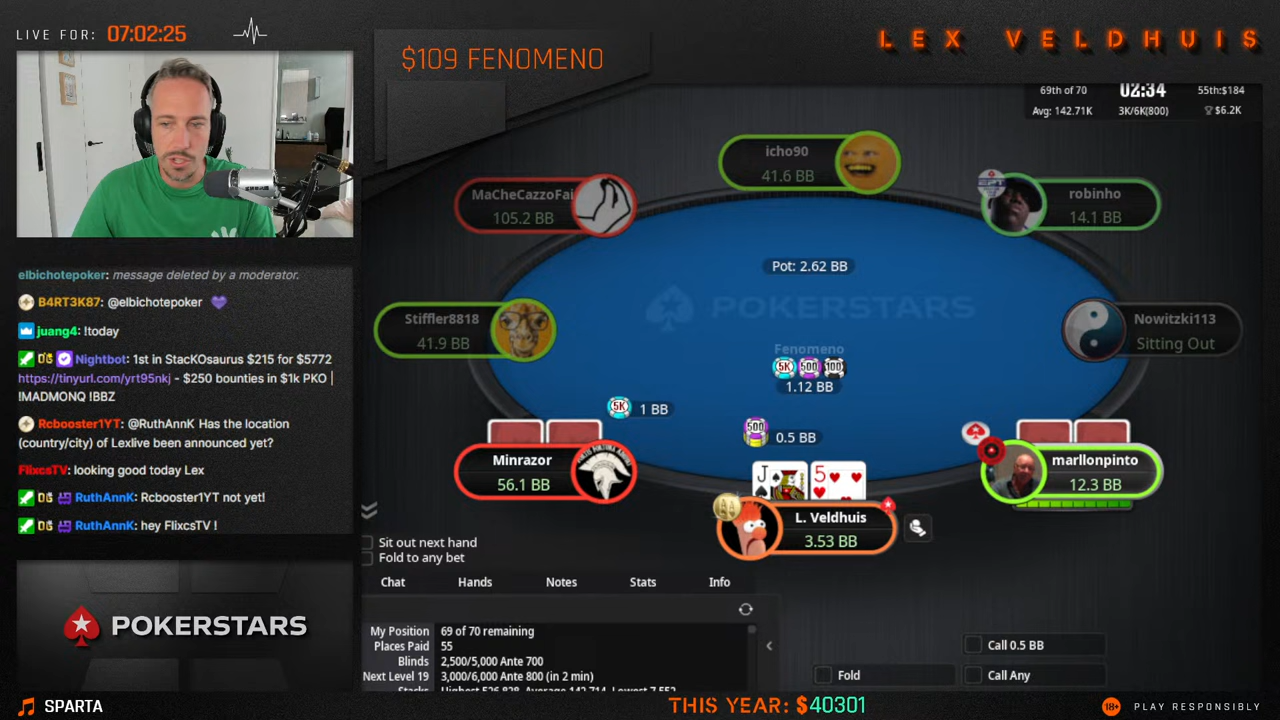 LIVE FOR: 07:02:25
$109 FENOMENO
LEX VELDHUIS
69th of 70
02:34
55th:$184
Avg: 142.71K
3K/6K(800)
$6.2K
icho90
41.6 BB
MaCheCazzoFai
105.2 BB
robinho
14.1 BB
Pot: 2.62 BB
POKERSTARS
Stiffler8818
41.9 BB
Nowitzki113
Sitting Out
Fenomeno
5K 500 100
1.12 BB
5K
1 BB
500
0.5 BB
J 5
Minrazor
56.1 BB
marllonpinto
12.3 BB
L. Veldhuis
3.53 BB
elbichotepoker: message deleted by a moderator.
B4RT3K87: @elbichotepoker
juang4: !today
Nightbot: 1st in StacKOsaurus $215 for $5772
https://tinyurl.com/yrt95nkj - $250 bounties in $1k PKO |
!MADMONQ !BBZ
Rcbooster1YT: @RuthAnnK Has the location
(country/city) of Lexlive been announced yet?
FlixcsTV: looking good today Lex
RuthAnnK: Rcbooster1YT not yet!
RuthAnnK: hey FlixcsTV !
Sit out next hand
Fold to any bet
Chat Hands Notes Stats Info
My Position 69 of 70 remaining
Places Paid 55
Blinds 2,500/5,000 Ante 700
Next Level 19 3,000/6,000 Ante 800 (in 2 min)
Call 0.5 BB
Fold
Call Any
POKERSTARS
SPARTA
THIS YEAR: $40301
18+ PLAY RESPONSIBLY